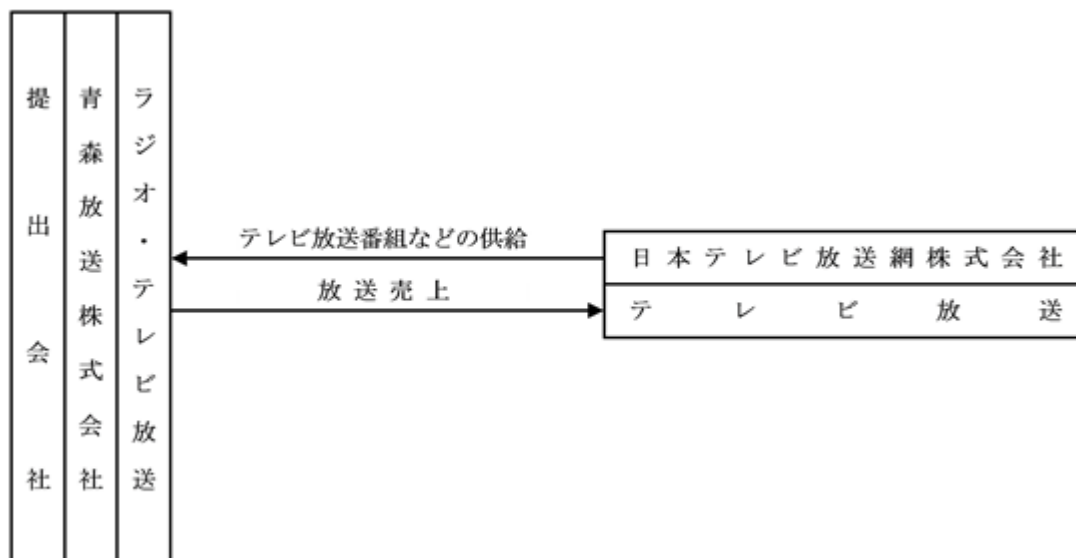 提出会社
青森放送株式会社
ラジオ・テレビ放送
テレビ放送番組などの供給
放送売上
日本テレビ放送網株式会社
テレビ放送